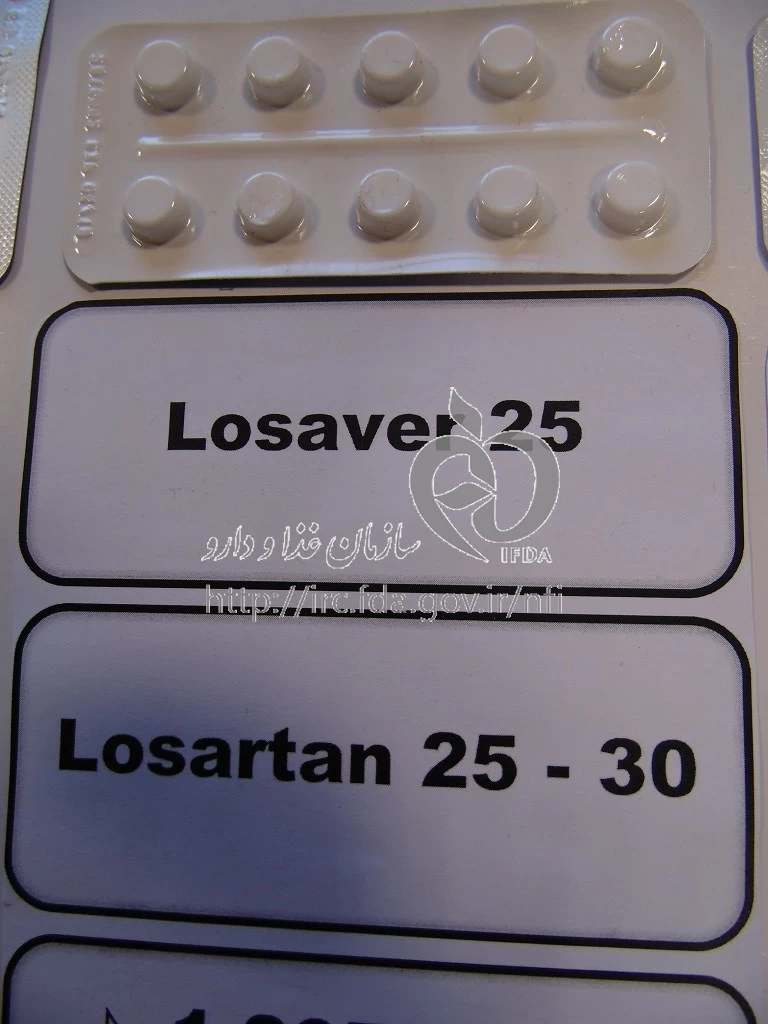 Losaver 25
سازمان غذا و دارو
IFDA
http://irc.fda.gov.ir/nfi
Losartan 25 - 30